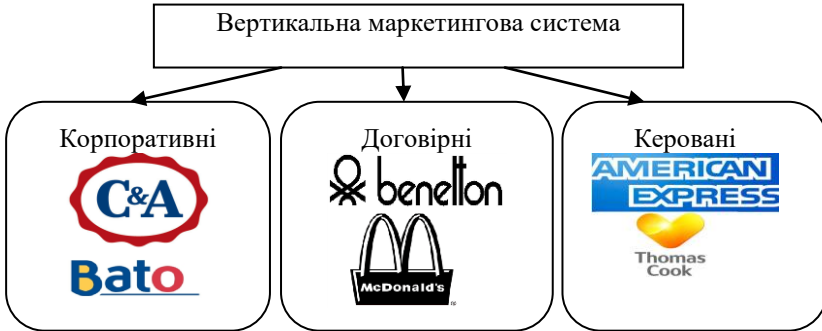 Вертикальна маркетингова система
Корпоративні
C&A
Bato
Договірні
benetton
McDonald's
Керовані
AMERICAN
EXPRESS
Thomas
Cook